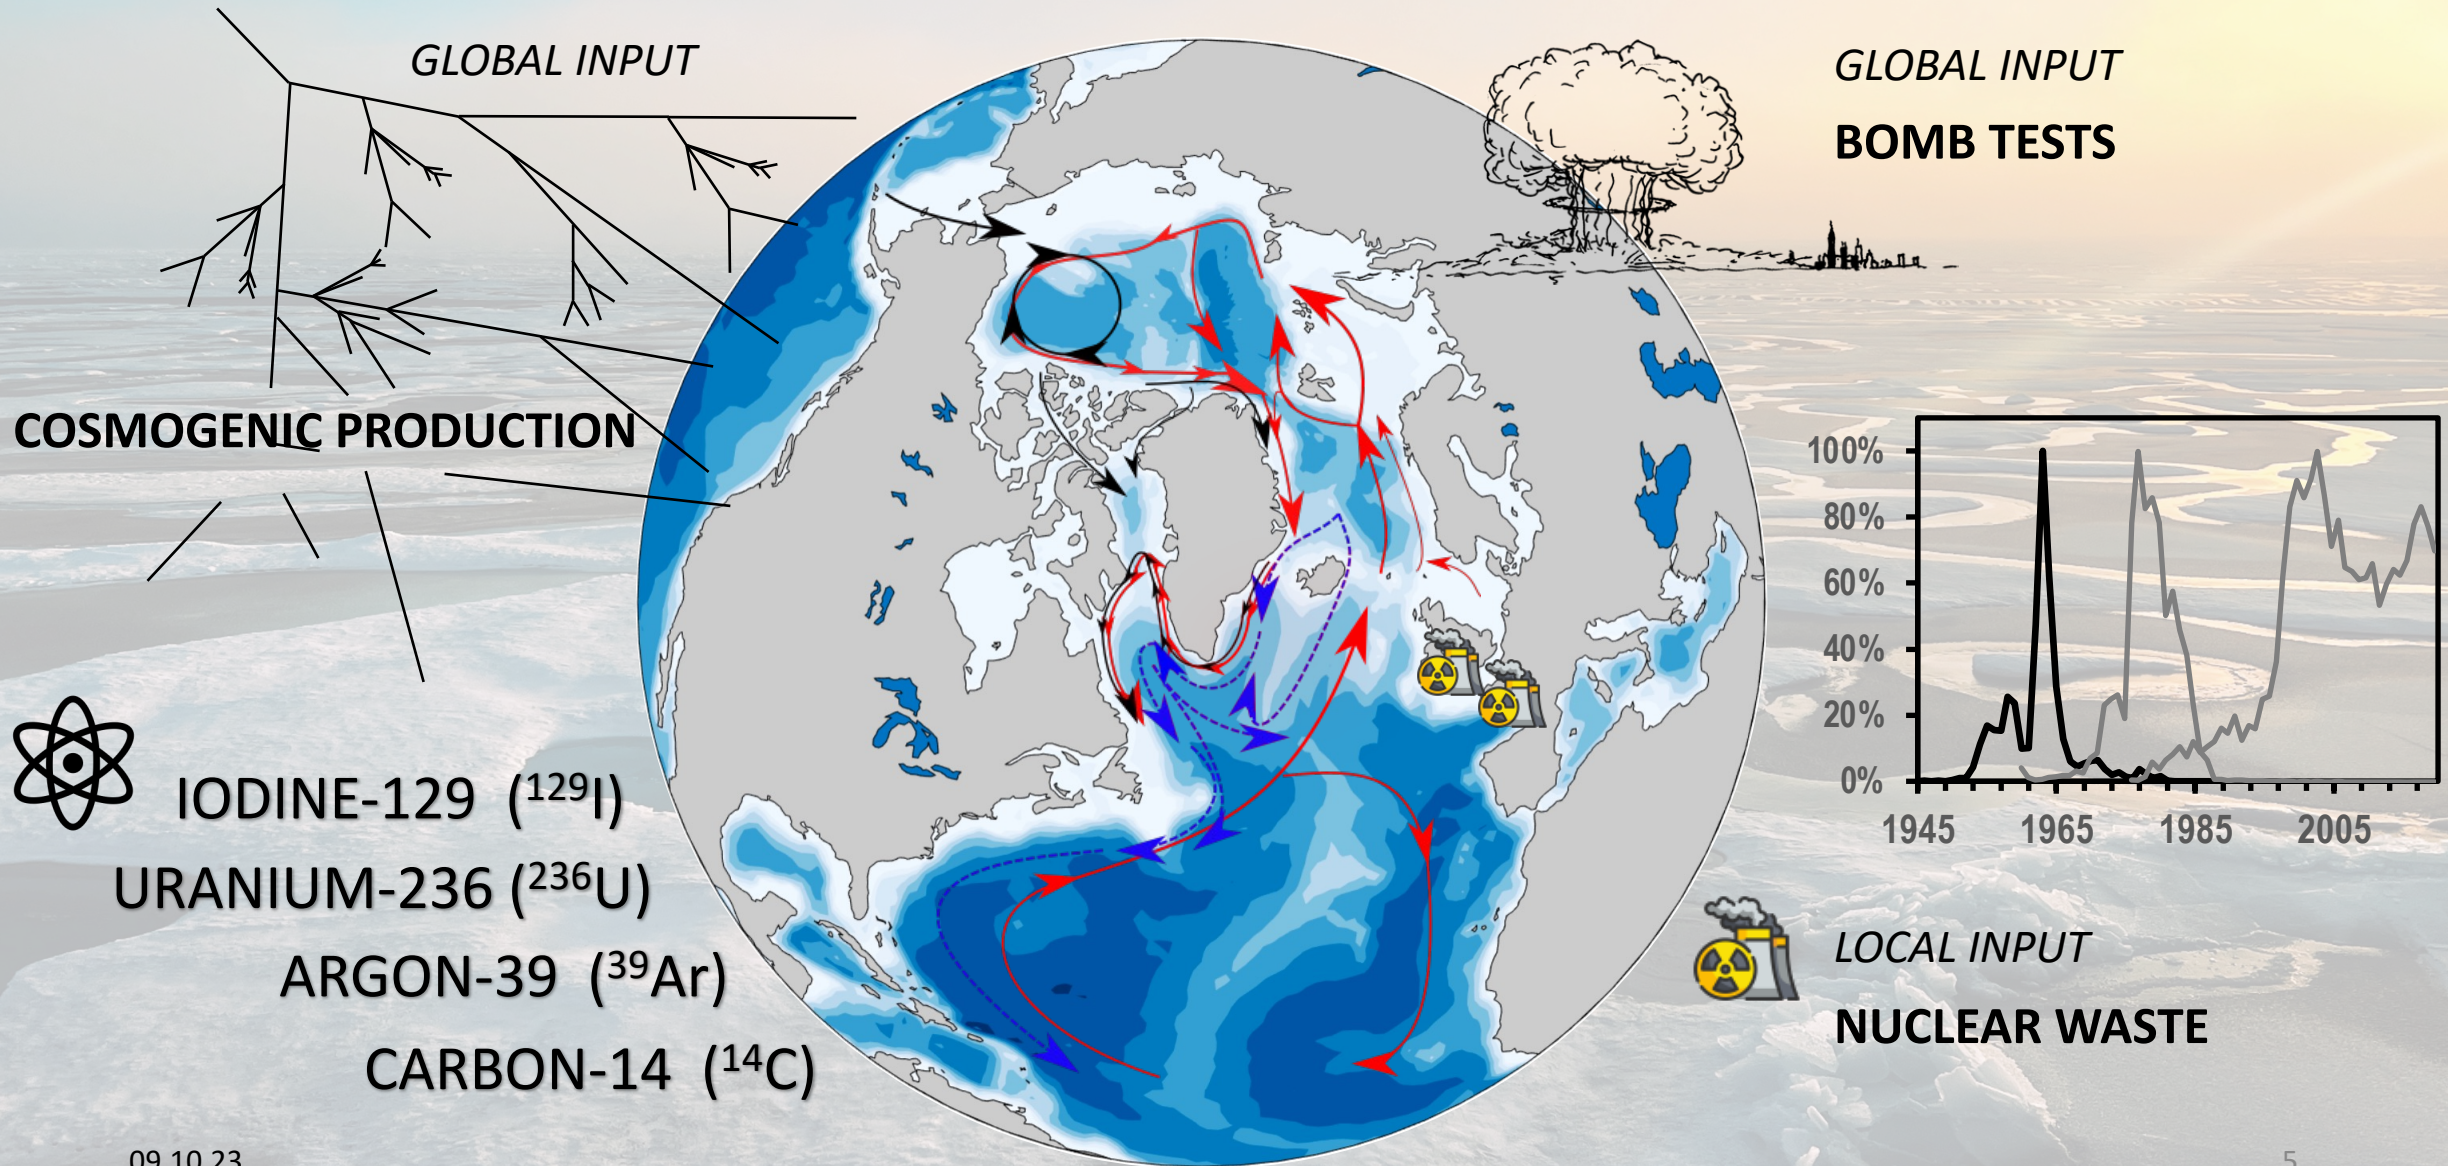 GLOBAL INPUT
COSMOGENIC PRODUCTION
IODINE-129 (¹²⁹I)
URANIUM-236 (²³⁶U)
ARGON-39 (³⁹Ar)
CARBON-14 (¹⁴C)
09.10.23
GLOBAL INPUT
BOMB TESTS
100%
80%
60%
40%
20%
0%
1945 1965 1985 2005
LOCAL INPUT
NUCLEAR WASTE
5